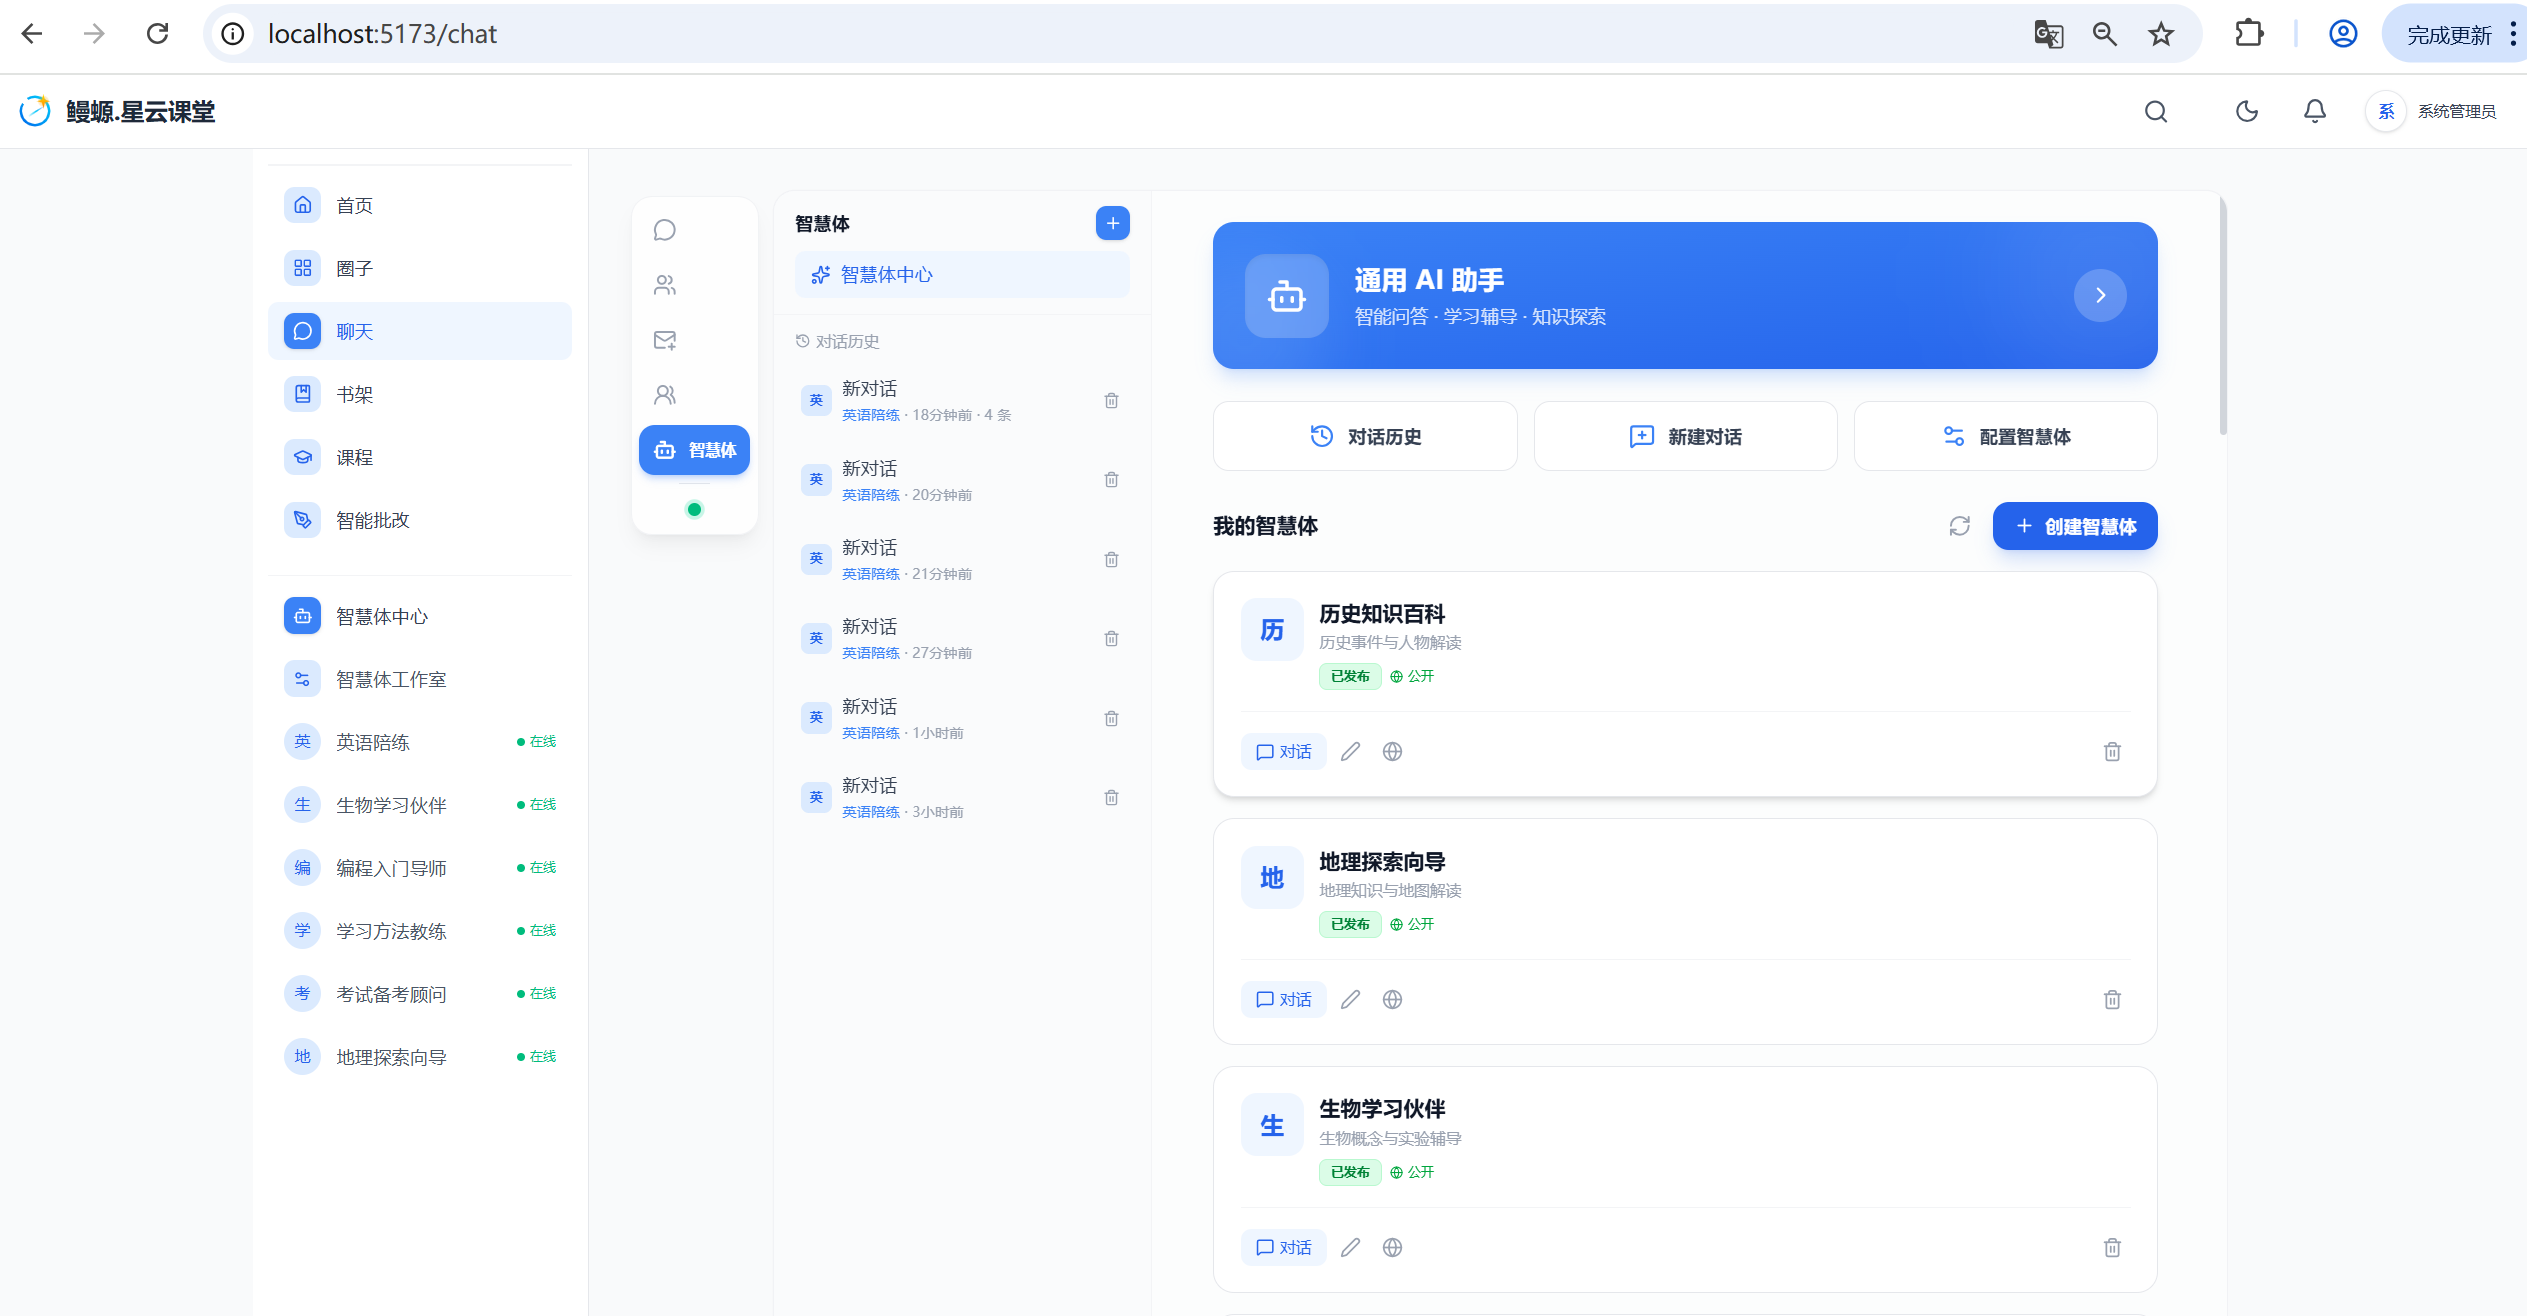 localhost:5173/chat
完成更新
鳗螈.星云课堂
系
系统管理员
首页
圈子
聊天
书架
课程
智能批改
智慧体中心
智慧体工作室
英
英语陪练
在线
生
生物学习伙伴
在线
编
编程入门导师
在线
学
学习方法教练
在线
考
考试备考顾问
在线
地
地理探索向导
在线
智慧体
智慧体
智慧体中心
对话历史
英
新对话
英语陪练 · 18分钟前 · 4 条
英
新对话
英语陪练 · 20分钟前
英
新对话
英语陪练 · 21分钟前
英
新对话
英语陪练 · 27分钟前
英
新对话
英语陪练 · 1小时前
英
新对话
英语陪练 · 3小时前
通用 AI 助手
智能问答 · 学习辅导 · 知识探索
对话历史
新建对话
配置智慧体
我的智慧体
创建智慧体
历
历史知识百科
历史事件与人物解读
已发布 公开
对话
地
地理探索向导
地理知识与地图解读
已发布 公开
对话
生
生物学习伙伴
生物概念与实验辅导
已发布 公开
对话